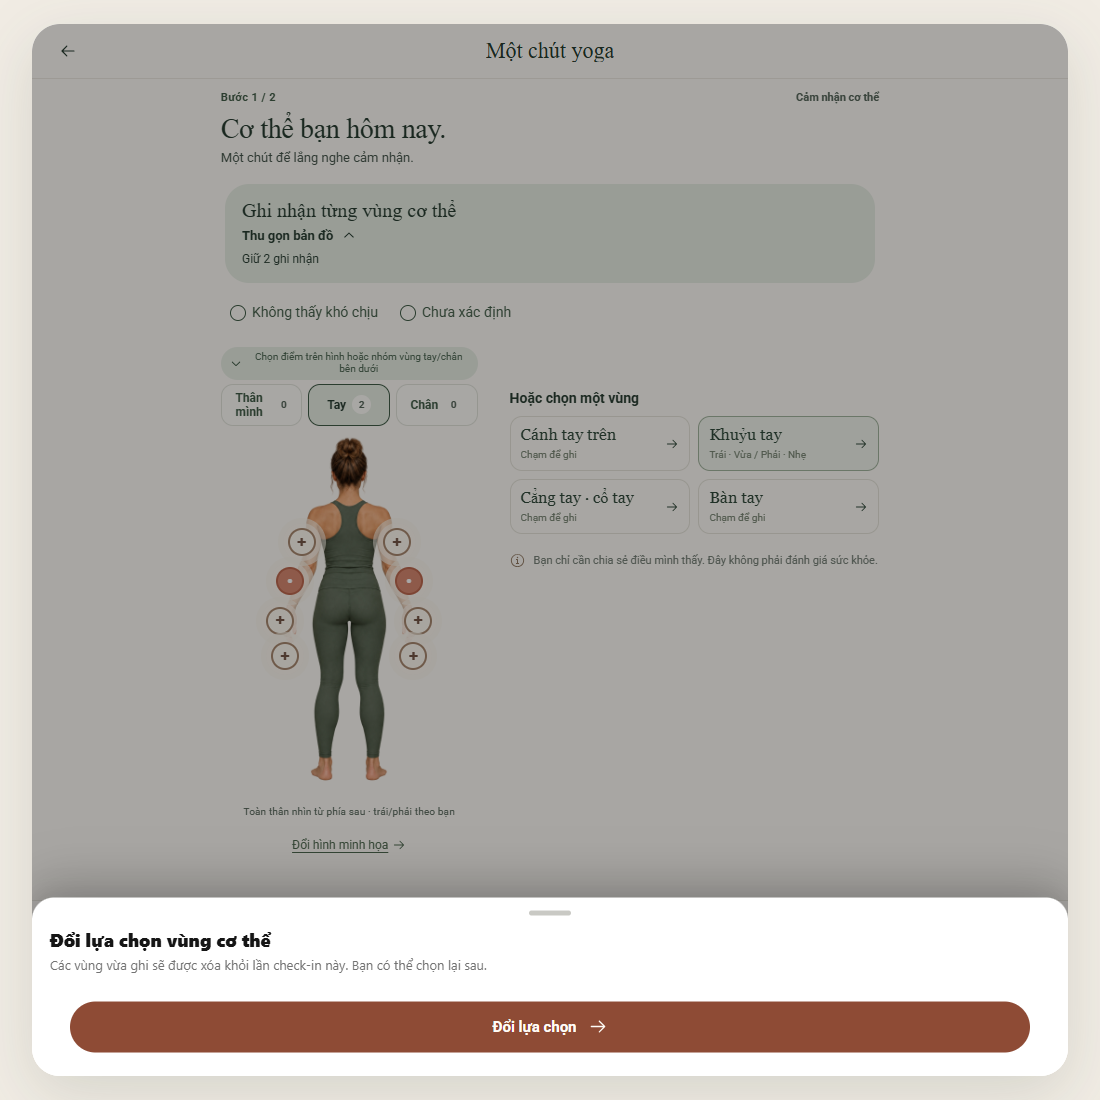 Một chút yoga
Bước 1 / 2
Cảm nhận cơ thể
Cơ thể bạn hôm nay.
Một chút để lắng nghe cảm nhận.
Ghi nhận từng vùng cơ thể
Thu gọn bản đồ
Giữ 2 ghi nhận
Không thấy khó chịu
Chưa xác định
Chọn điểm trên hình hoặc nhóm vùng tay/chân
bên dưới
Thân
mình
0
Tay
2
Chân
0
Hoặc chọn một vùng
Cánh tay trên
Chạm để ghi
Khuỷu tay
Trái · Vừa / Phải · Nhẹ
Cẳng tay · cổ tay
Chạm để ghi
Bàn tay
Chạm để ghi
Bạn chỉ cần chia sẻ điều mình thấy. Đây không phải đánh giá sức khỏe.
Toàn thân nhìn từ phía sau · trái/phải theo bạn
Đổi hình minh họa
Đổi lựa chọn vùng cơ thể
Các vùng vừa ghi sẽ được xóa khỏi lần check-in này. Bạn có thể chọn lại sau.
Đổi lựa chọn